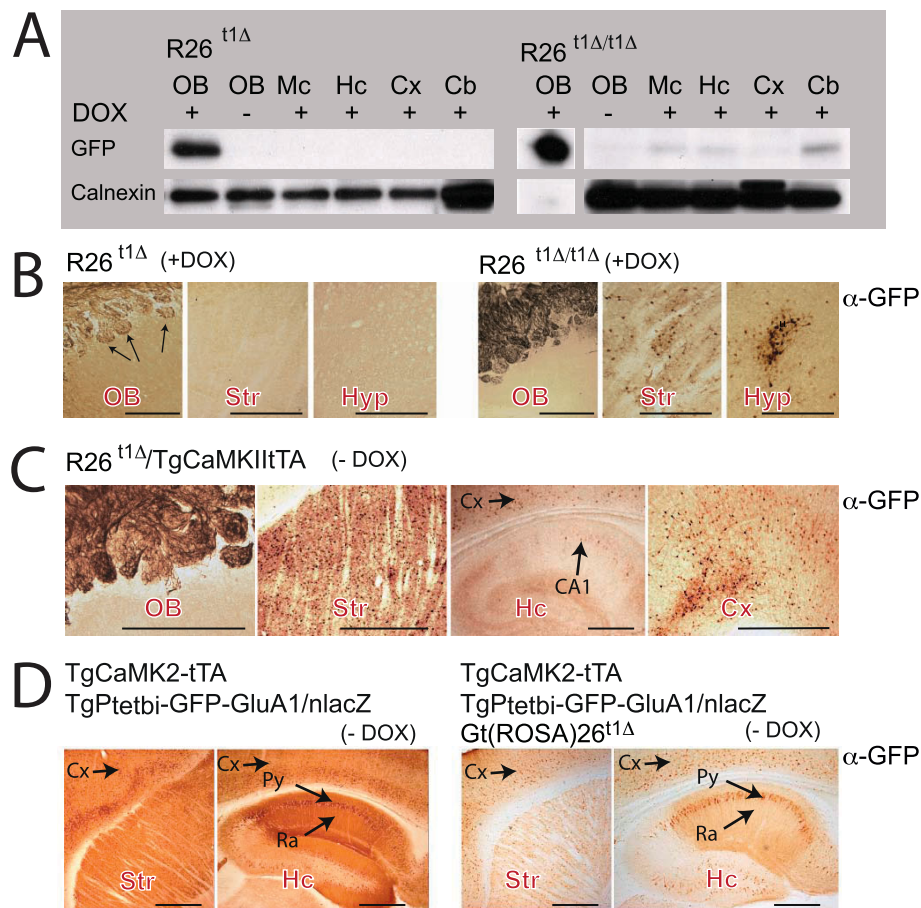 A
R26 t1Δ
R26 t1Δ/t1Δ
OB OB Mc Hc Cx Cb
OB OB Mc Hc Cx Cb
DOX + - + + + +
+ - + + + +
GFP
Calnexin
B
R26 t1Δ (+DOX)
R26 t1Δ/t1Δ (+DOX)
α-GFP
OB
Str
Hyp
OB
Str
Hyp
C
R26 t1Δ/TgCaMKIItTA (- DOX)
α-GFP
Cx
CA1
OB
Str
Hc
Cx
D
TgCaMK2-tTA
TgPtetbi-GFP-GluA1/nlacZ
(- DOX)
TgCaMK2-tTA
TgPtetbi-GFP-GluA1/nlacZ
Gt(ROSA)26t1Δ (- DOX)
α-GFP
Cx
Cx
Py
Ra
Str
Hc
Cx
Cx
Py
Ra
Str
Hc